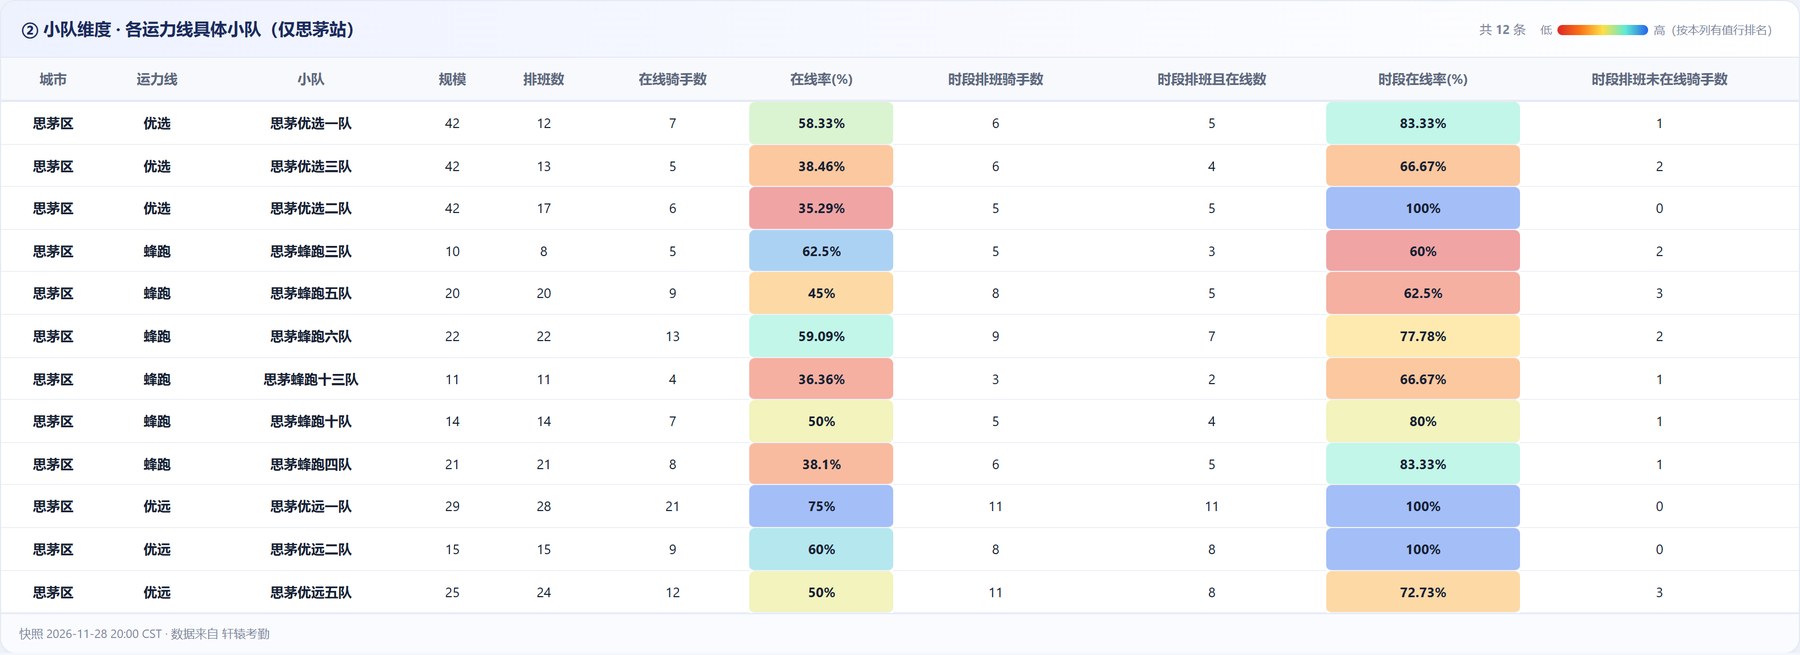 ② 小队维度 · 各运力线具体小队（仅思茅站）
共 12 条 低 高 (按本列有值行排名)
城市 运力线 小队 规模 排班数 在线骑手数 在线率(%) 时段排班骑手数 时段排班且在线数 时段在线率(%) 时段排班未在线骑手数
思茅区 优选 思茅优选一队 42 12 7 58.33% 6 5 83.33% 1
思茅区 优选 思茅优选三队 42 13 5 38.46% 6 4 66.67% 2
思茅区 优选 思茅优选二队 42 17 6 35.29% 5 5 100% 0
思茅区 蜂跑 思茅蜂跑三队 10 8 5 62.5% 5 3 60% 2
思茅区 蜂跑 思茅蜂跑五队 20 20 9 45% 8 5 62.5% 3
思茅区 蜂跑 思茅蜂跑六队 22 22 13 59.09% 9 7 77.78% 2
思茅区 蜂跑 思茅蜂跑十三队 11 11 4 36.36% 3 2 66.67% 1
思茅区 蜂跑 思茅蜂跑十队 14 14 7 50% 5 4 80% 1
思茅区 蜂跑 思茅蜂跑四队 21 21 8 38.1% 6 5 83.33% 1
思茅区 优远 思茅优远一队 29 28 21 75% 11 11 100% 0
思茅区 优远 思茅优远二队 15 15 9 60% 8 8 100% 0
思茅区 优远 思茅优远五队 25 24 12 50% 11 8 72.73% 3
快照 2026-11-28 20:00 CST · 数据来自 轩辕考勤